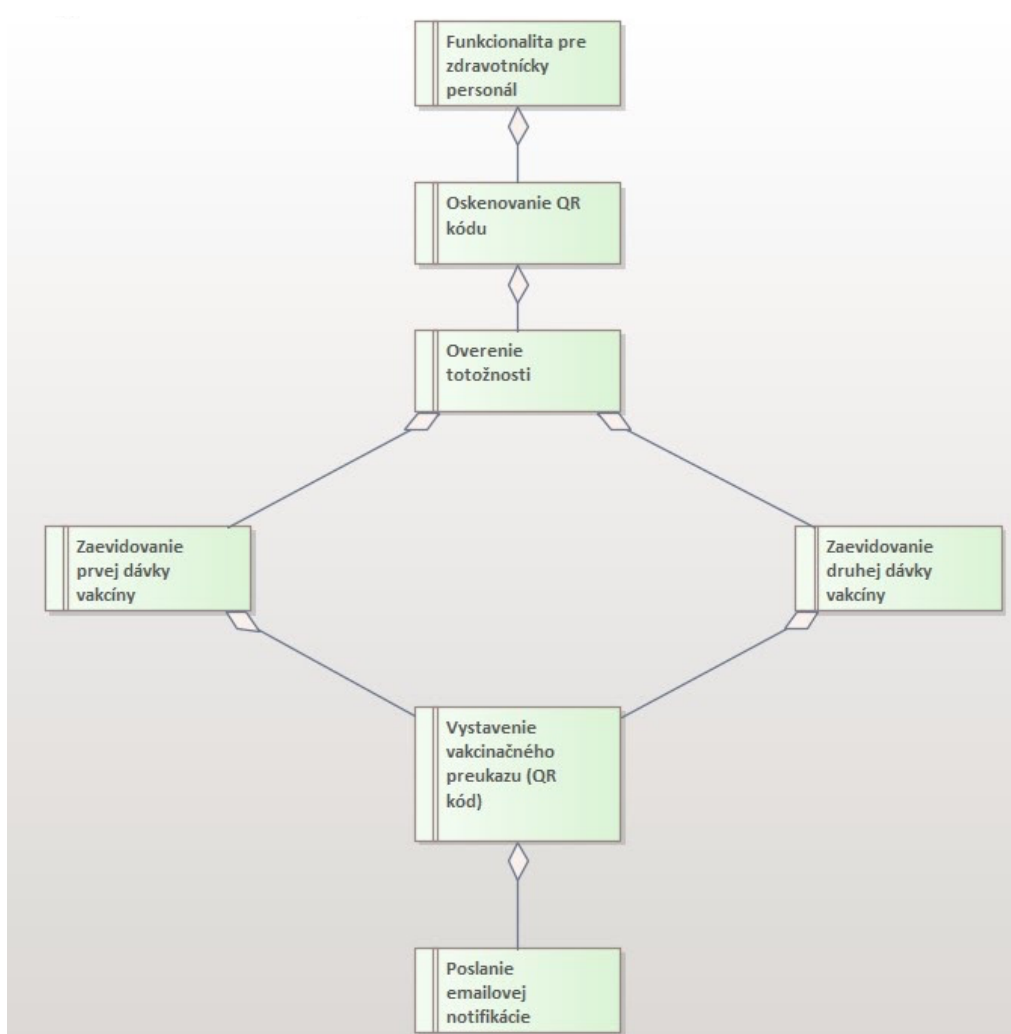 Funkcionalita pre
zdravotnícky
personál
Oskenovanie QR
kódu
Overenie
totožnosti
Zaevidovanie
prvej dávky
vakcíny
Zaevidovanie
druhej dávky
vakcíny
Vystavenie
vakcinačného
preukazu (QR
kód)
Poslanie
emailovej
notifikácie